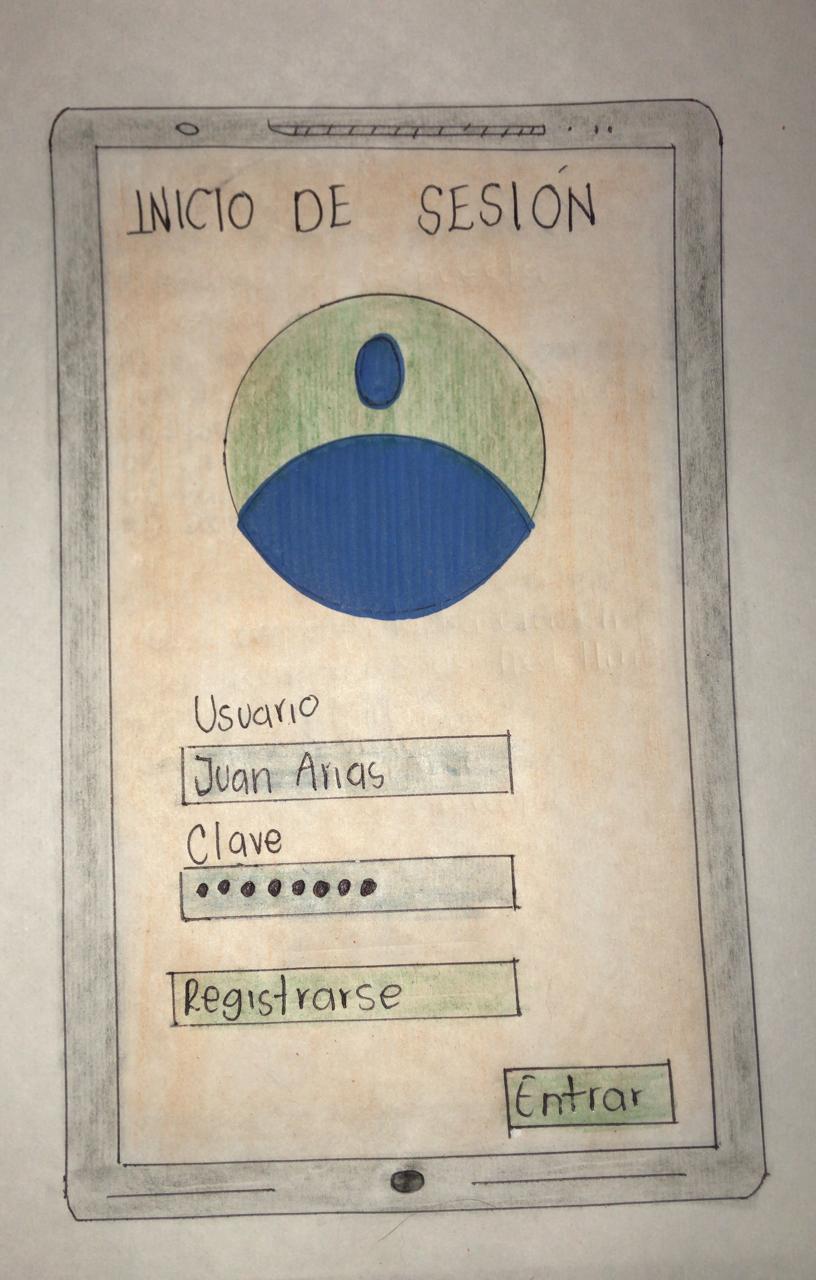 INICIO DE SESIÓN
Usuario
Juan Arias
Clave
••••••••
Registrarse
Entrar